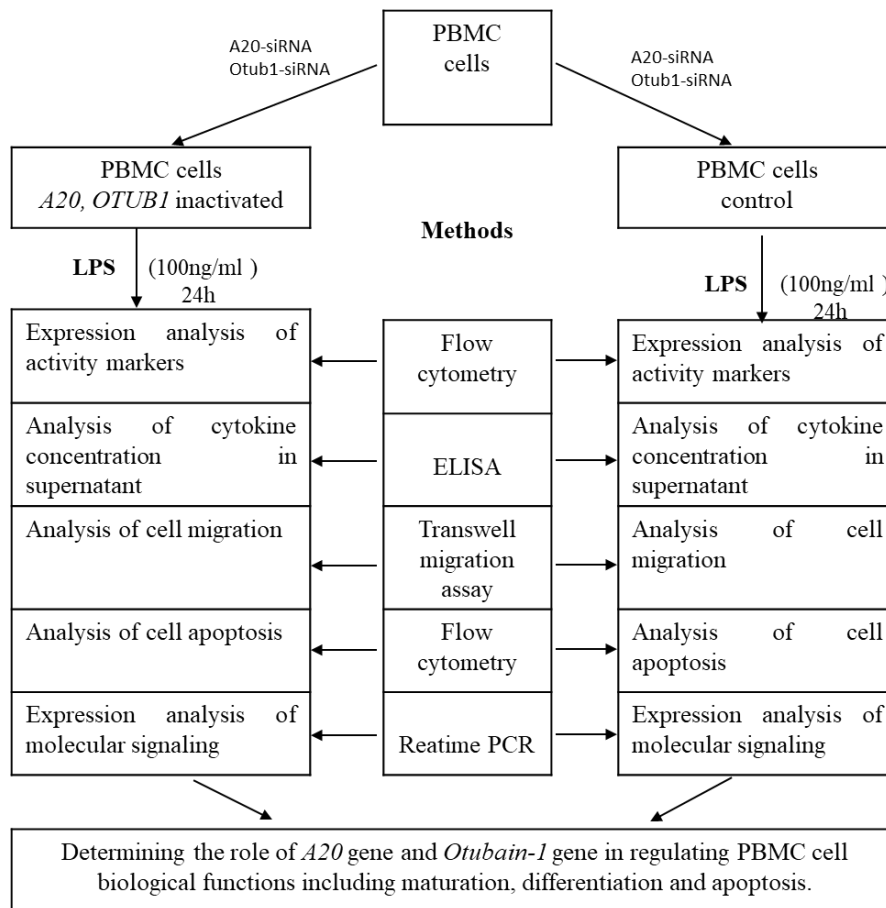 PBMC
cells
A20-siRNA
Otub1-siRNA
A20-siRNA
Otub1-siRNA
PBMC cells
A20, OTUB1 inactivated
PBMC cells
control
Methods
LPS (100ng/ml )
24h
LPS (100ng/ml )
24h
Expression analysis of
activity markers
Flow
cytometry
Expression analysis of
activity markers
Analysis of cytokine
concentration in
supernatant
ELISA
Analysis of cytokine
concentration in
supernatant
Analysis of cell migration
Transwell
migration
assay
Analysis of cell
migration
Analysis of cell apoptosis
Flow
cytometry
Analysis of cell
apoptosis
Expression analysis of
molecular signaling
Reatime PCR
Expression analysis of
molecular signaling
Determining the role of A20 gene and Otubain-1 gene in regulating PBMC cell
biological functions including maturation, differentiation and apoptosis.